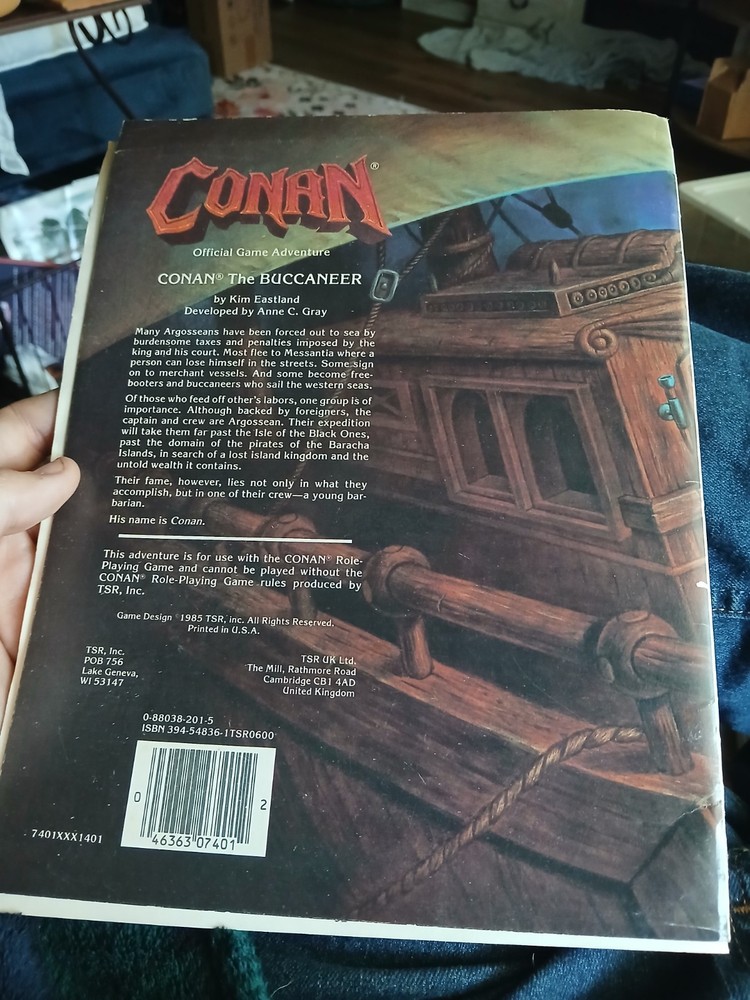 CONAN®
Official Game Adventure
CONAN® The BUCCANEER
by Kim Eastland
Developed by Anne C. Gray
Many Argosseans have been forced out to sea by
burdensome taxes and penalties imposed by the
king and his court. Most flee to Messantia where a
person can lose himself in the streets. Some sign
on to merchant vessels. And some become free-
booters and buccaneers who sail the western seas.
Of those who feed off other's labors, one group is of
importance. Although backed by foreigners, the
captain and crew are Argossean. Their expedition
will take them far past the Isle of the Black Ones,
past the domain of the pirates of the Baracha
Islands, in search of a lost island kingdom and the
untold wealth it contains.
Their fame, however, lies not only in what they
accomplish, but in one of their crew—a young bar-
barian.
His name is Conan.
This adventure is for use with the CONAN® Role-
Playing Game and cannot be played without the
CONAN® Role-Playing Game rules produced by
TSR, Inc.
Game Design ©1985 TSR, inc. All Rights Reserved.
Printed in U.S.A.
TSR, Inc.
POB 756
Lake Geneva,
WI 53147
TSR UK Ltd.
The Mill, Rathmore Road
Cambridge CB1 4AD
United Kingdom
0-88038-201-5
ISBN 394-54836-1TSR0600
0 46363 07401 2
7401XXX1401